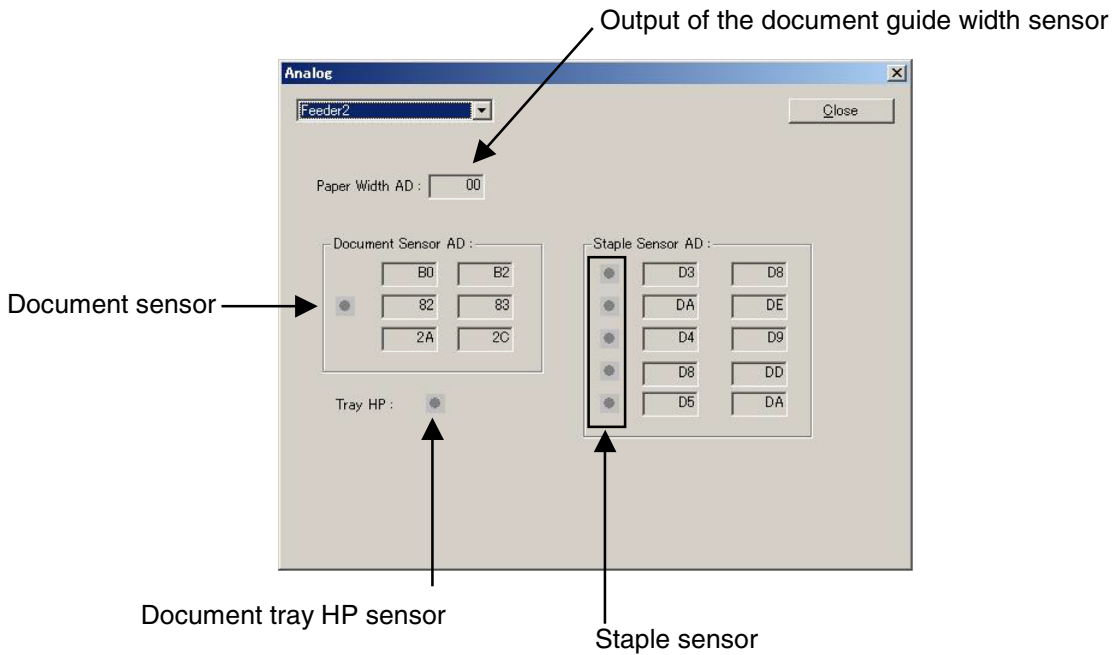 Output of the document guide width sensor
Analog
Feeder2
Close
Paper Width AD : 00
Document Sensor AD :
Staple Sensor AD :
B0 B2 D3 D8
Document sensor
82 83 DA DE
2A 2C D4 D9
D8 DD
Tray HP :
D5 DA
Document tray HP sensor
Staple sensor